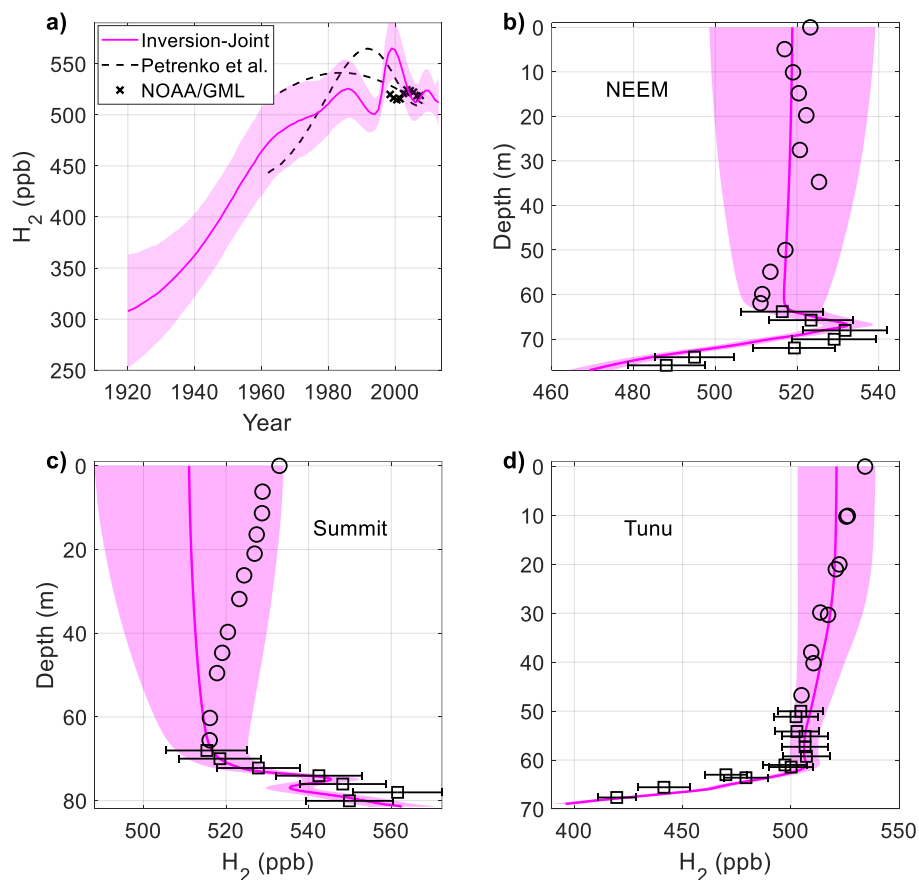 a)
Inversion-Joint
Petrenko et al.
NOAA/GML
550
500
450
400
350
300
250
H2 (ppb)
1920 1940 1960 1980 2000
Year
b)
NEEM
0
10
20
30
40
50
60
70
Depth (m)
460 480 500 520 540
c)
Summit
0
20
40
60
80
Depth (m)
500 520 540 560
H2 (ppb)
d)
Tunu
0
10
20
30
40
50
60
70
400 450 500 550
H2 (ppb)